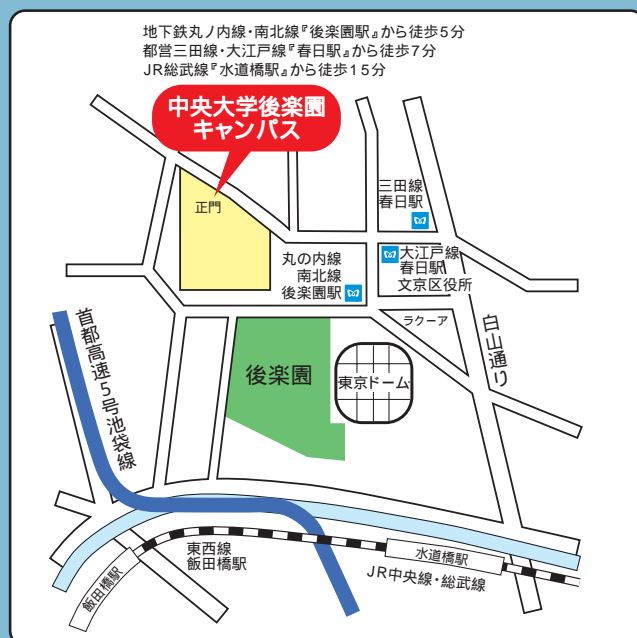 地下鉄丸ノ内線・南北線『後楽園駅』から徒歩5分
都営三田線・大江戸線『春日駅』から徒歩7分
JR総武線『水道橋駅』から徒歩15分
中央大学後楽園
キャンパス
正門
三田線
春日駅
丸の内線
南北線
後楽園駅
大江戸線
春日駅
文京区役所
ラクーア
白山通り
首都高速5号池袋線
後楽園
東京ドーム
東西線
飯田橋駅
水道橋駅
JR中央線・総武線
飯田橋駅